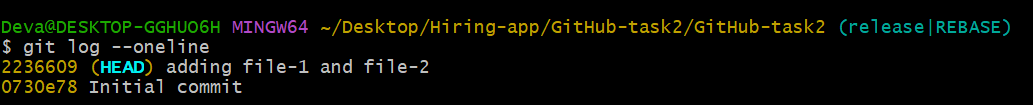 Deva@DESKTOP-GGHUO6H MINGW64 ~/Desktop/Hiring-app/GitHub-task2/GitHub-task2 (release|REBASE)
$ git log --oneline
2236609 (HEAD) adding file-1 and file-2
0730e78 Initial commit